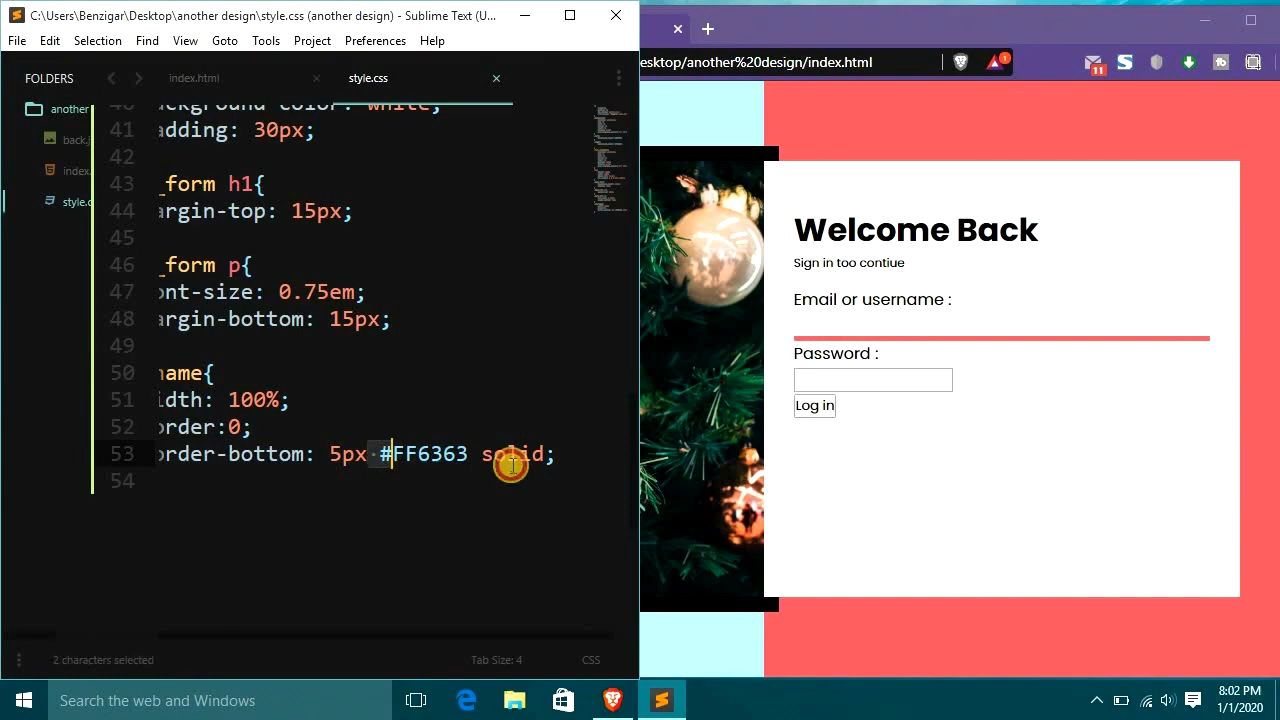 C:\Users\Benzigar\Desktop\another design\style.css (another design) - Sublime Text (U...
File Edit Selection Find View Goto Tools Project Preferences Help
FOLDERS
index.html
style.css
another
back.j
index.
style.c
ackground-color: white;
41 adding: 30px;
42
43 _form h1{
44 argin-top: 15px;
45
46 _form p{
47 ont-size: 0.75em;
48 argin-bottom: 15px;
49
50 name{
51 idth: 100%;
52 order:0;
53 order-bottom: 5px #FF6363 solid;
54
2 characters selected
Tab Size: 4
CSS
esktop/another%20design/index.html
1
11
Welcome Back
Sign in too contiue
Email or username :
Password :
Log in
Search the web and Windows
8:02 PM
1/1/2020